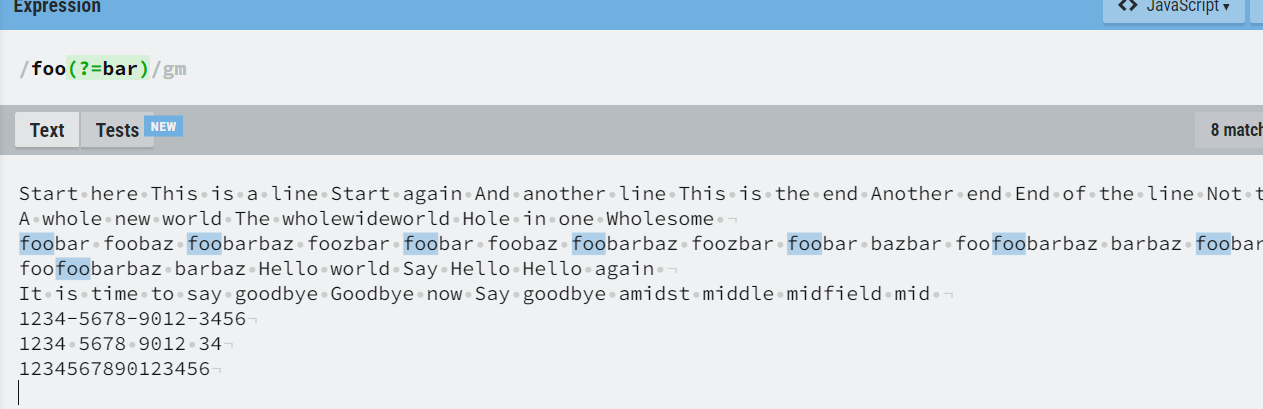 Expression
<> JavaScript ▾
/foo(?=bar)/gm
Text Tests NEW
8 match
Start·here·This·is·a·line·Start·again·And·another·line·This·is·the·end·Another·end·End·of·the·line·Not·t
A·whole·new·world·The·wholewideworld·Hole·in·one·Wholesome·¬
foobar·foobaz·foobarbaz·foozbar·foobar·foobaz·foobarbaz·foozbar·foobar·bazbar·foofoobarbaz·barbaz·foobar
foofoobarbaz·barbaz·Hello·world·Say·Hello·Hello·again·¬
It·is·time·to·say·goodbye·Goodbye·now·Say·goodbye·amidst·middle·midfield·mid·¬
1234-5678-9012-3456¬
1234·5678·9012·34¬
1234567890123456¬